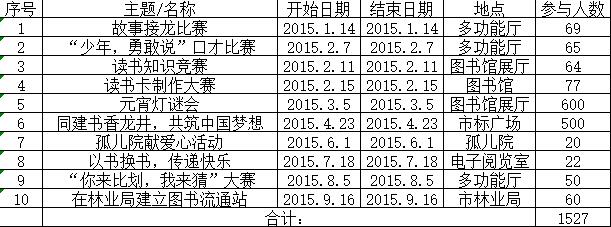 序号 主题/名称 开始日期 结束日期 地点 参与人数
1 故事接龙比赛 2015.1.14 2015.1.14 多功能厅 69
2 “少年，勇敢说”口才比赛 2015.2.7 2015.2.7 多功能厅 65
3 读书知识竞赛 2015.2.11 2015.2.11 图书馆展厅 64
4 读书卡制作大赛 2015.2.15 2015.2.15 图书馆 77
5 元宵灯谜会 2015.3.5 2015.3.5 图书馆展厅 600
6 同建书香龙井，共筑中国梦想 2015.4.23 2015.4.23 市标广场 500
7 孤儿院献爱心活动 2015.6.1 2015.6.1 孤儿院 20
8 以书换书，传递快乐 2015.7.18 2015.7.18 电子阅览室 22
9 “你来比划，我来猜”大赛 2015.8.5 2015.8.5 多功能厅 50
10 在林业局建立图书流通站 2015.9.16 2015.9.16 市林业局 60
合计： 1527